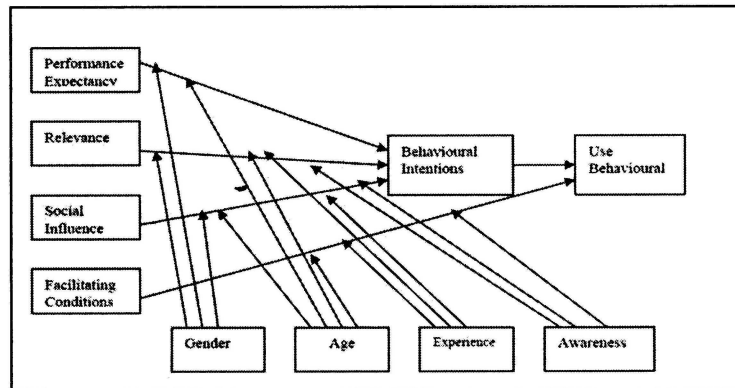 Performance
Expectancy
Relevance
Behavioural
Intentions
Use
Behavioural
Social
Influence
Facilitating
Conditions
Gender
Age
Experience
Awareness